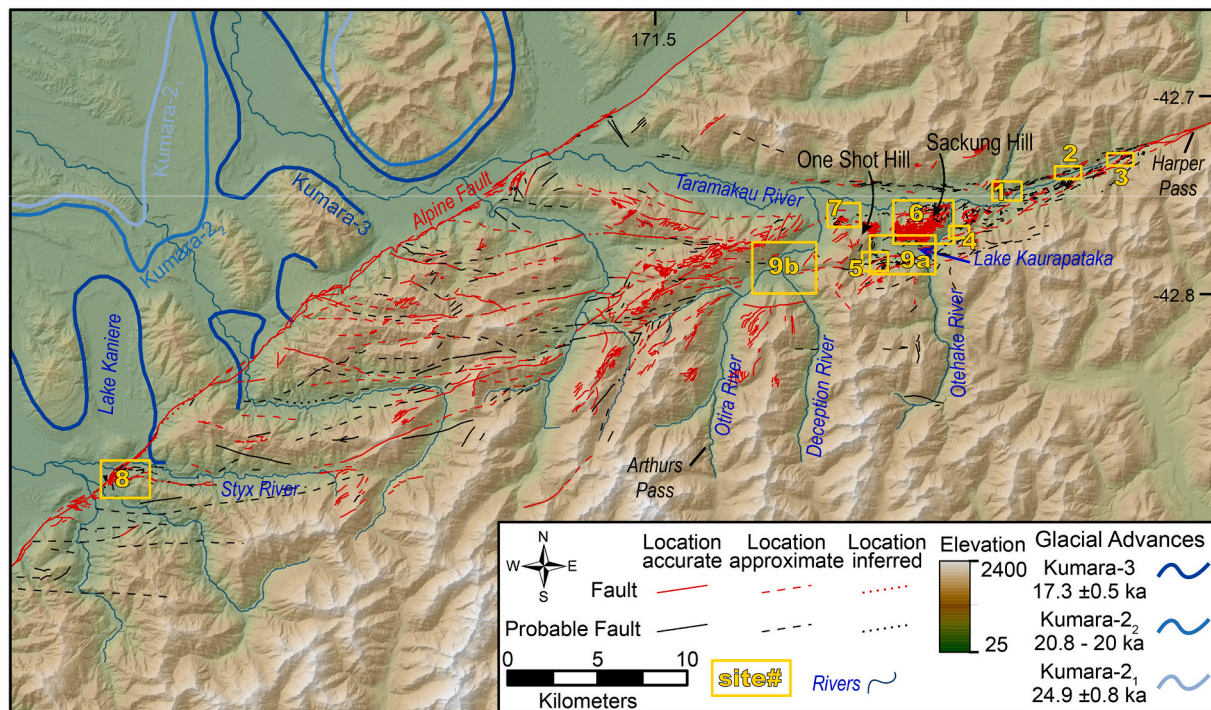 171.5
-42.7
Kumara-2₁
Kumara-2₂
Kumara-3
Alpine Fault
Taramakau River
One Shot Hill
Sackung Hill
Harper
Pass
1
2
3
4
5
6
7
8
9a
9b
Lake Kaurapataka
-42.8
Lake Kaniere
Otira River
Deception River
Otehake River
Arthurs
Pass
Styx River
N
W E
S
Location
accurate
Location
approximate
Location
inferred
Fault
Probable Fault
0 5 10
Kilometers
site#
Rivers
Elevation
2400
25
Glacial Advances
Kumara-3
17.3 ±0.5 ka
Kumara-2₂
20.8 - 20 ka
Kumara-2₁
24.9 ±0.8 ka